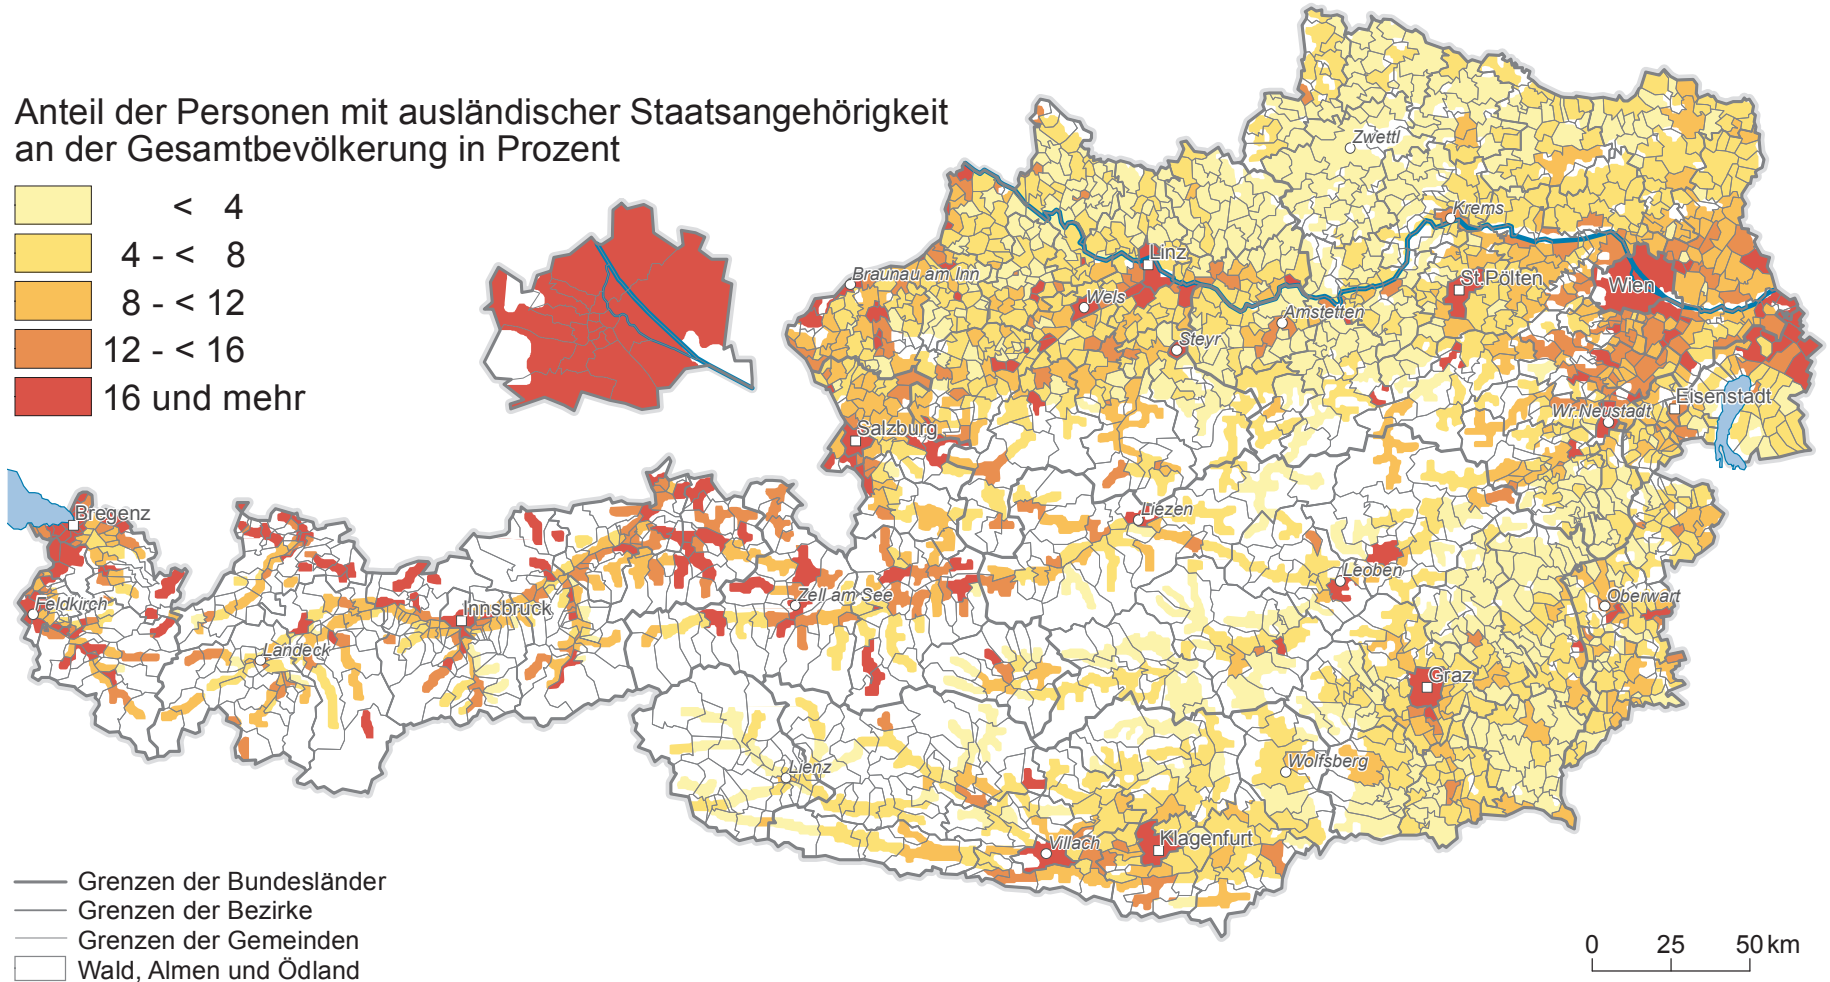 Anteil der Personen mit ausländischer Staatsangehörigkeit
an der Gesamtbevölkerung in Prozent
< 4
4 - < 8
8 - < 12
12 - < 16
16 und mehr
Zwettl
Krems
Linz
Braunau am Inn
St.Pölten
Wien
Wels
Amstetten
Steyr
Eisenstadt
Wr.Neustadt
Salzburg
Bregenz
Liezen
Leoben
Feldkirch
Zell am See
Oberwart
Innsbruck
Landeck
Graz
Lienz
Wolfsberg
Villach
Klagenfurt
Grenzen der Bundesländer
Grenzen der Bezirke
Grenzen der Gemeinden
Wald, Almen und Ödland
0 25 50 km